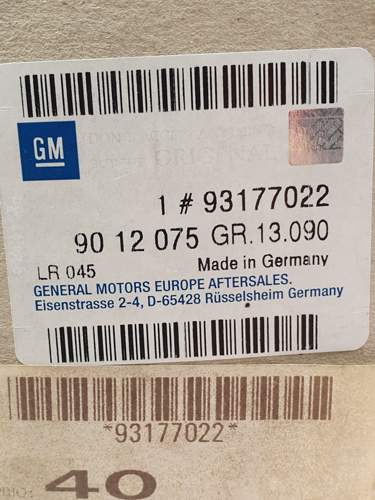 GM
ORIGINAL
1 # 93177022
90 12 075 GR.13.090
LR 045 Made in Germany
GENERAL MOTORS EUROPE AFTERSALES.
Eisenstrasse 2-4, D-65428 Rüsselsheim Germany
*93177022*
40